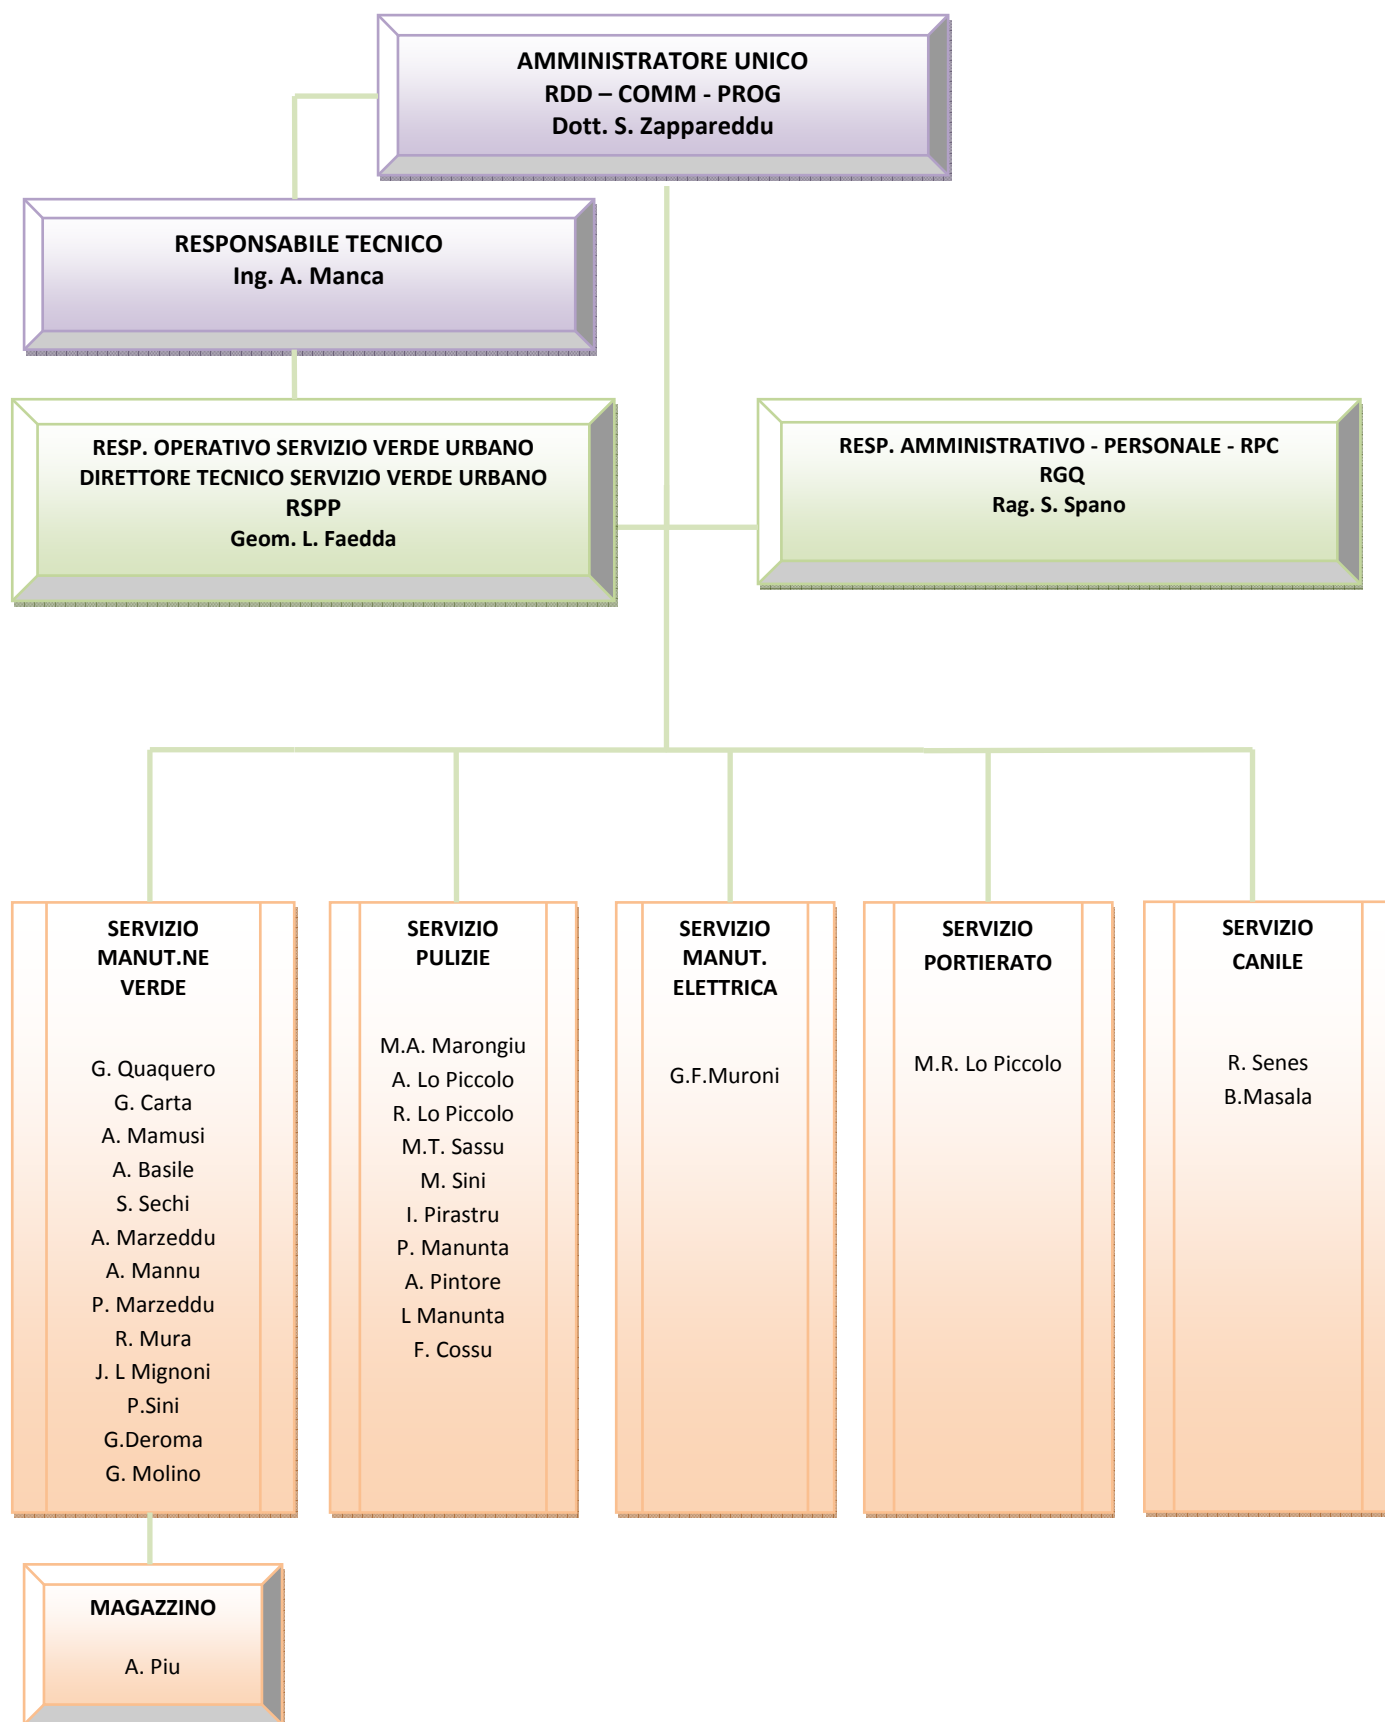 AMMINISTRATORE UNICO
RDD – COMM - PROG
Dott. S. Zappareddu
RESPONSABILE TECNICO
Ing. A. Manca
RESP. OPERATIVO SERVIZIO VERDE URBANO
DIRETTORE TECNICO SERVIZIO VERDE URBANO
RSPP
Geom. L. Faedda
RESP. AMMINISTRATIVO - PERSONALE - RPC
RGQ
Rag. S. Spano
SERVIZIO
MANUT.NE
VERDE
G. Quaquero
G. Carta
A. Mamusi
A. Basile
S. Sechi
A. Marzeddu
A. Mannu
P. Marzeddu
R. Mura
J. L Mignoni
P.Sini
G.Deroma
G. Molino
SERVIZIO
PULIZIE
M.A. Marongiu
A. Lo Piccolo
R. Lo Piccolo
M.T. Sassu
M. Sini
I. Pirastru
P. Manunta
A. Pintore
L Manunta
F. Cossu
SERVIZIO
MANUT.
ELETTRICA
G.F.Muroni
SERVIZIO
PORTIERATO
M.R. Lo Piccolo
SERVIZIO
CANILE
R. Senes
B.Masala
MAGAZZINO
A. Piu